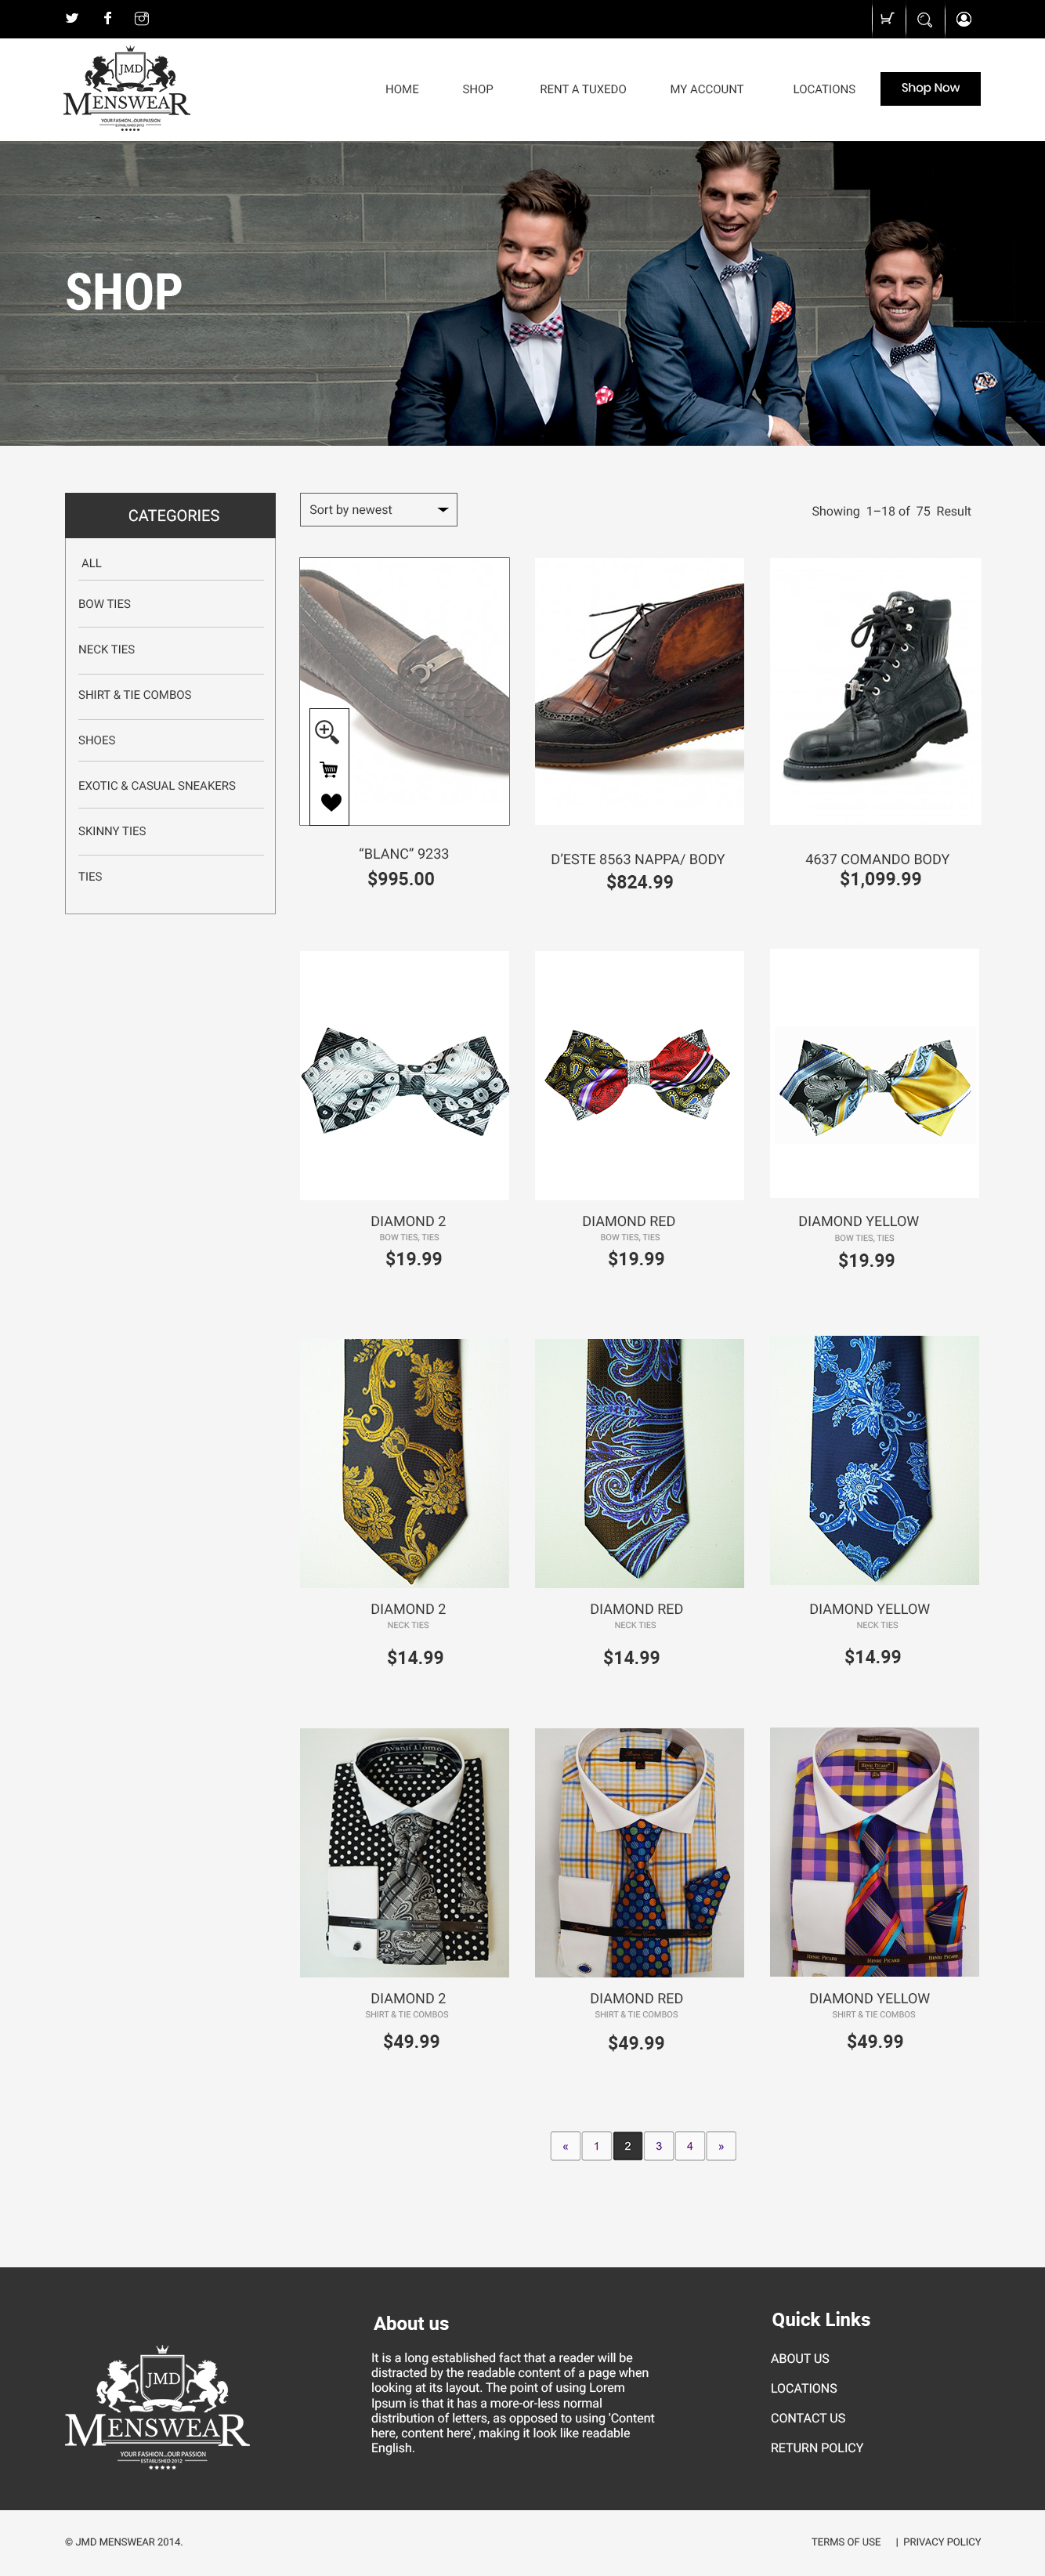 JMD
MENSWEAR
YOUR FASHION...OUR PASSION
ESTABLISHED 2012
HOME
SHOP
RENT A TUXEDO
MY ACCOUNT
LOCATIONS
Shop Now
SHOP
CATEGORIES
ALL
BOW TIES
NECK TIES
SHIRT & TIE COMBOS
SHOES
EXOTIC & CASUAL SNEAKERS
SKINNY TIES
TIES
Sort by newest
Showing 1–18 of 75 Result
“BLANC” 9233
$995.00
D’ESTE 8563 NAPPA/ BODY
$824.99
4637 COMANDO BODY
$1,099.99
DIAMOND 2
BOW TIES, TIES
$19.99
DIAMOND RED
BOW TIES, TIES
$19.99
DIAMOND YELLOW
BOW TIES, TIES
$19.99
DIAMOND 2
NECK TIES
$14.99
DIAMOND RED
NECK TIES
$14.99
DIAMOND YELLOW
NECK TIES
$14.99
Avanti Uomo
HENRI PICARD
HENRI PICARD
HENRI PICARD
DIAMOND 2
SHIRT & TIE COMBOS
$49.99
DIAMOND RED
SHIRT & TIE COMBOS
$49.99
DIAMOND YELLOW
SHIRT & TIE COMBOS
$49.99
« 1 2 3 4 »
JMD
MENSWEAR
YOUR FASHION...OUR PASSION
ESTABLISHED 2012
About us
It is a long established fact that a reader will be
distracted by the readable content of a page when
looking at its layout. The point of using Lorem
Ipsum is that it has a more-or-less normal
distribution of letters, as opposed to using 'Content
here, content here', making it look like readable
English.
Quick Links
ABOUT US
LOCATIONS
CONTACT US
RETURN POLICY
© JMD MENSWEAR 2014.
TERMS OF USE | PRIVACY POLICY